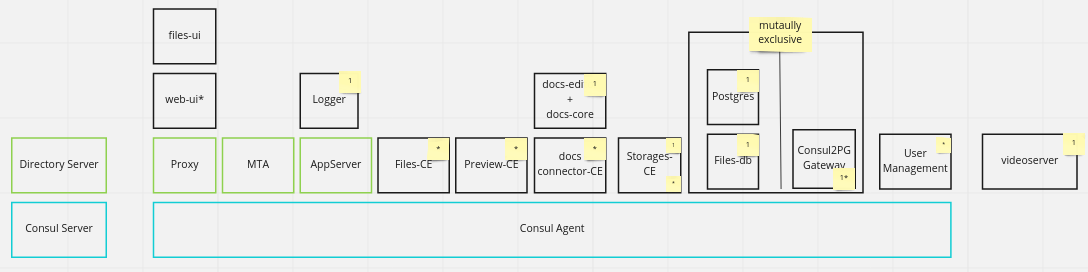 files-ui
mutaully
exclusive
web-ui*
Logger
1
docs-edi
1
+
docs-core
Postgres
1
Directory Server
Proxy
MTA
AppServer
Files-CE
*
Preview-CE
*
docs
connector-CE
*
Storages-
CE
1
*
Files-db
1
Consul2PG
Gateway
1*
User
Management
*
videoserver
1
Consul Server
Consul Agent